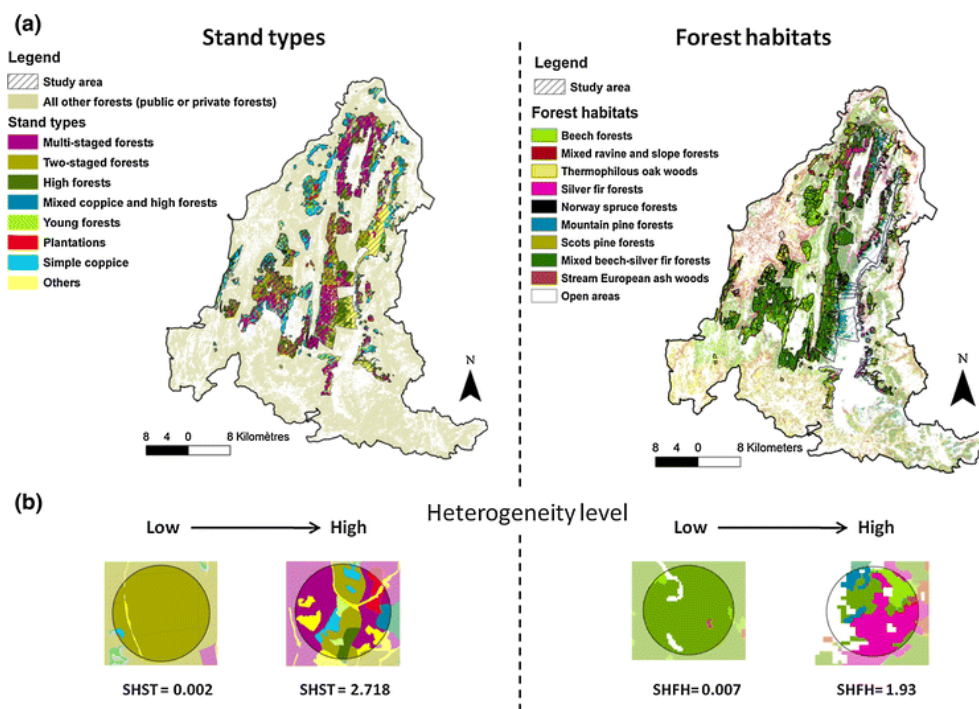 (a)
Stand types
Legend
Study area
All other forests (public or private forests)
Stand types
Multi-staged forests
Two-staged forests
High forests
Mixed coppice and high forests
Young forests
Plantations
Simple coppice
Others
N
8 4 0 8 Kilomètres
Forest habitats
Legend
Study area
Forest habitats
Beech forests
Mixed ravine and slope forests
Thermophilous oak woods
Silver fir forests
Norway spruce forests
Mountain pine forests
Scots pine forests
Mixed beech-silver fir forests
Stream European ash woods
Open areas
N
8 4 0 8 Kilometers
(b)
Heterogeneity level
Low High
SHST = 0.002 SHST = 2.718
Low High
SHFH = 0.007 SHFH = 1.93